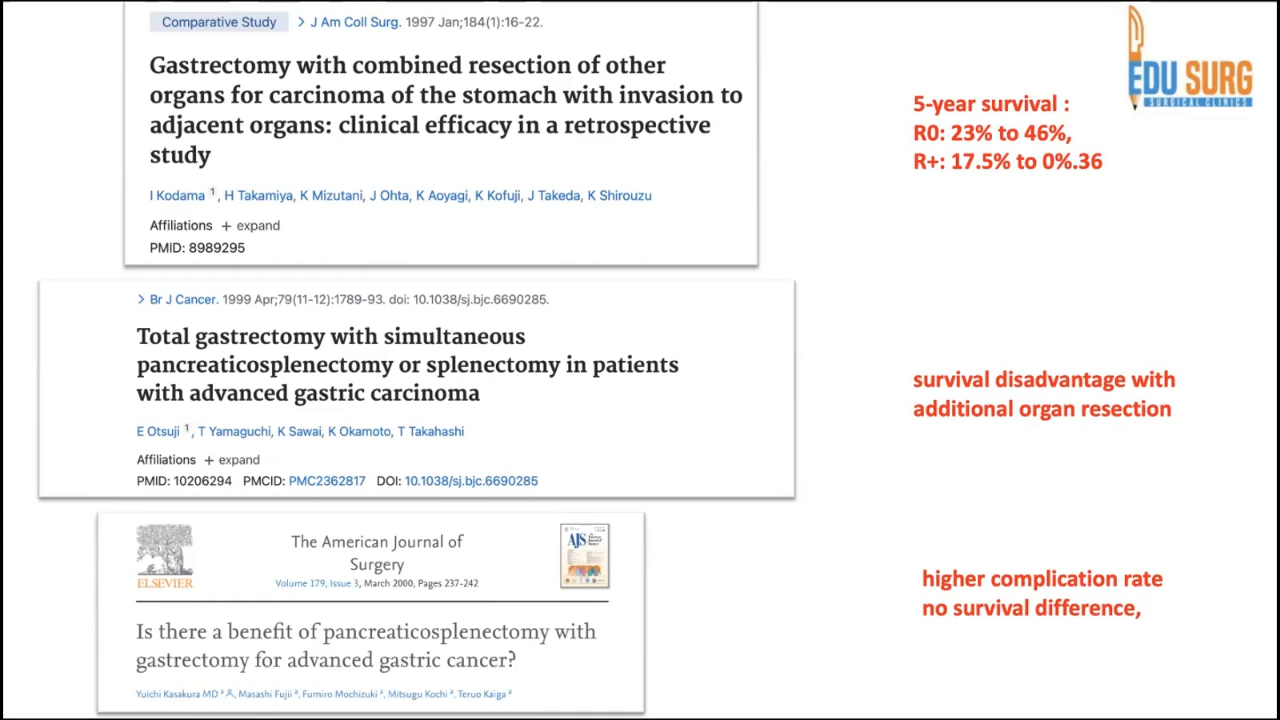 Comparative Study > J Am Coll Surg. 1997 Jan;184(1):16-22.
Gastrectomy with combined resection of other
organs for carcinoma of the stomach with invasion to
adjacent organs: clinical efficacy in a retrospective
study
I Kodama 1, H Takamiya, K Mizutani, J Ohta, K Aoyagi, K Kofuji, J Takeda, K Shirouzu
Affiliations + expand
PMID: 8989295
EDU SURG
SURGICAL CLINICS
5-year survival :
R0: 23% to 46%,
R+: 17.5% to 0%.36
> Br J Cancer. 1999 Apr;79(11-12):1789-93. doi: 10.1038/sj.bjc.6690285.
Total gastrectomy with simultaneous
pancreaticosplenectomy or splenectomy in patients
with advanced gastric carcinoma
E Otsuji 1, T Yamaguchi, K Sawai, K Okamoto, T Takahashi
Affiliations + expand
PMID: 10206294 PMCID: PMC2362817 DOI: 10.1038/sj.bjc.6690285
survival disadvantage with
additional organ resection
ELSEVIER
The American Journal of
Surgery
Volume 179, Issue 3, March 2000, Pages 237-242
AJS
Is there a benefit of pancreaticosplenectomy with
gastrectomy for advanced gastric cancer?
Yuichi Kasakura MD a, Masashi Fujii a, Fumiro Mochizuki a, Mitsugu Kochi a, Teruo Kaiga a
higher complication rate
no survival difference,